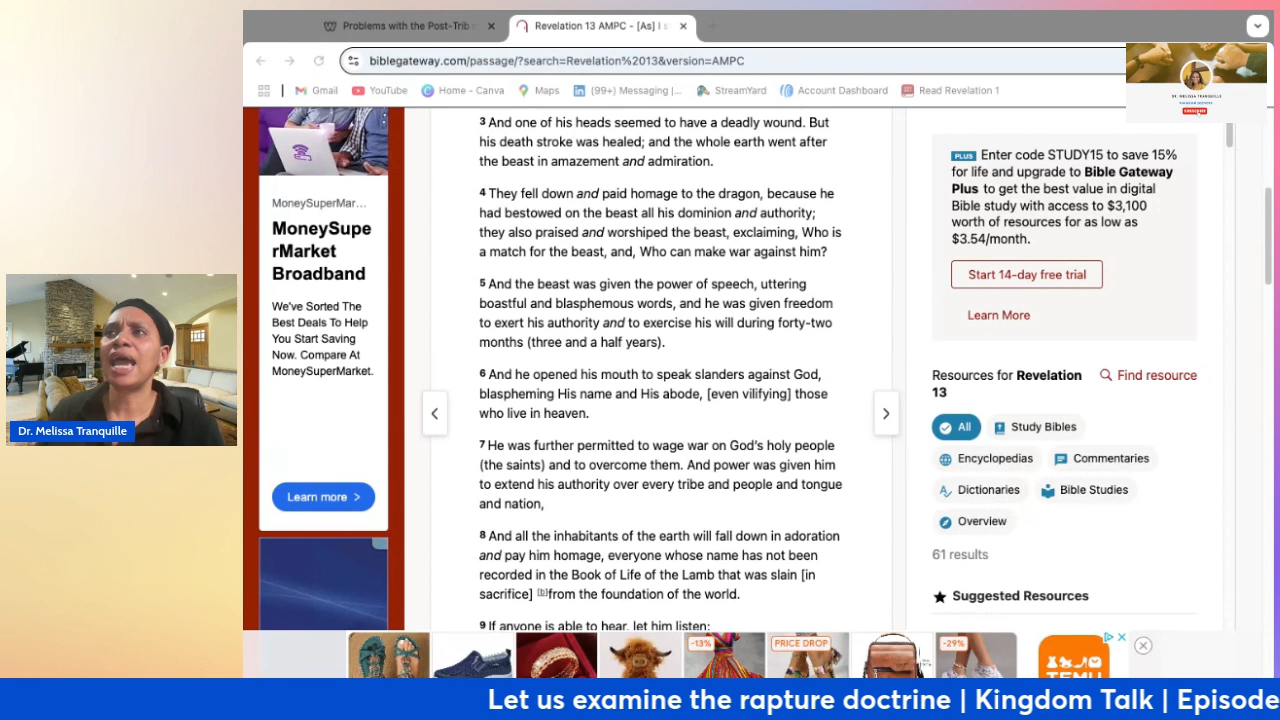 Problems with the Post-Trib
Revelation 13 AMPC - [As] I s
biblegateway.com/passage/?search=Revelation%2013&version=AMPC
Gmail
YouTube
Home - Canva
Maps
(99+) Messaging |...
StreamYard
Account Dashboard
Read Revelation 1
DR. MELISSA TRANQUILLE
SUBSCRIBE
MoneySuperMar...
MoneySupe
rMarket
Broadband
We've Sorted The
Best Deals To Help
You Start Saving
Now. Compare At
MoneySuperMarket.
Learn more >
3 And one of his heads seemed to have a deadly wound. But
his death stroke was healed; and the whole earth went after
the beast in amazement and admiration.
4 They fell down and paid homage to the dragon, because he
had bestowed on the beast all his dominion and authority;
they also praised and worshiped the beast, exclaiming, Who is
a match for the beast, and, Who can make war against him?
5 And the beast was given the power of speech, uttering
boastful and blasphemous words, and he was given freedom
to exert his authority and to exercise his will during forty-two
months (three and a half years).
6 And he opened his mouth to speak slanders against God,
blaspheming His name and His abode, [even vilifying] those
who live in heaven.
7 He was further permitted to wage war on God's holy people
(the saints) and to overcome them. And power was given him
to extend his authority over every tribe and people and tongue
and nation,
8 And all the inhabitants of the earth will fall down in adoration
and pay him homage, everyone whose name has not been
recorded in the Book of Life of the Lamb that was slain [in
sacrifice] [b]from the foundation of the world.
9 If anyone is able to hear, let him listen:
PLUS Enter code STUDY15 to save 15%
for life and upgrade to Bible Gateway
Plus to get the best value in digital
Bible study with access to $3,100
worth of resources for as low as
$3.54/month.
Start 14-day free trial
Learn More
Resources for Revelation
13
Find resource
All
Study Bibles
Encyclopedias
Commentaries
Dictionaries
Bible Studies
Overview
61 results
Suggested Resources
-13%
PRICE DROP
-29%
TEMU
Dr. Melissa Tranquille
Let us examine the rapture doctrine | Kingdom Talk | Episode